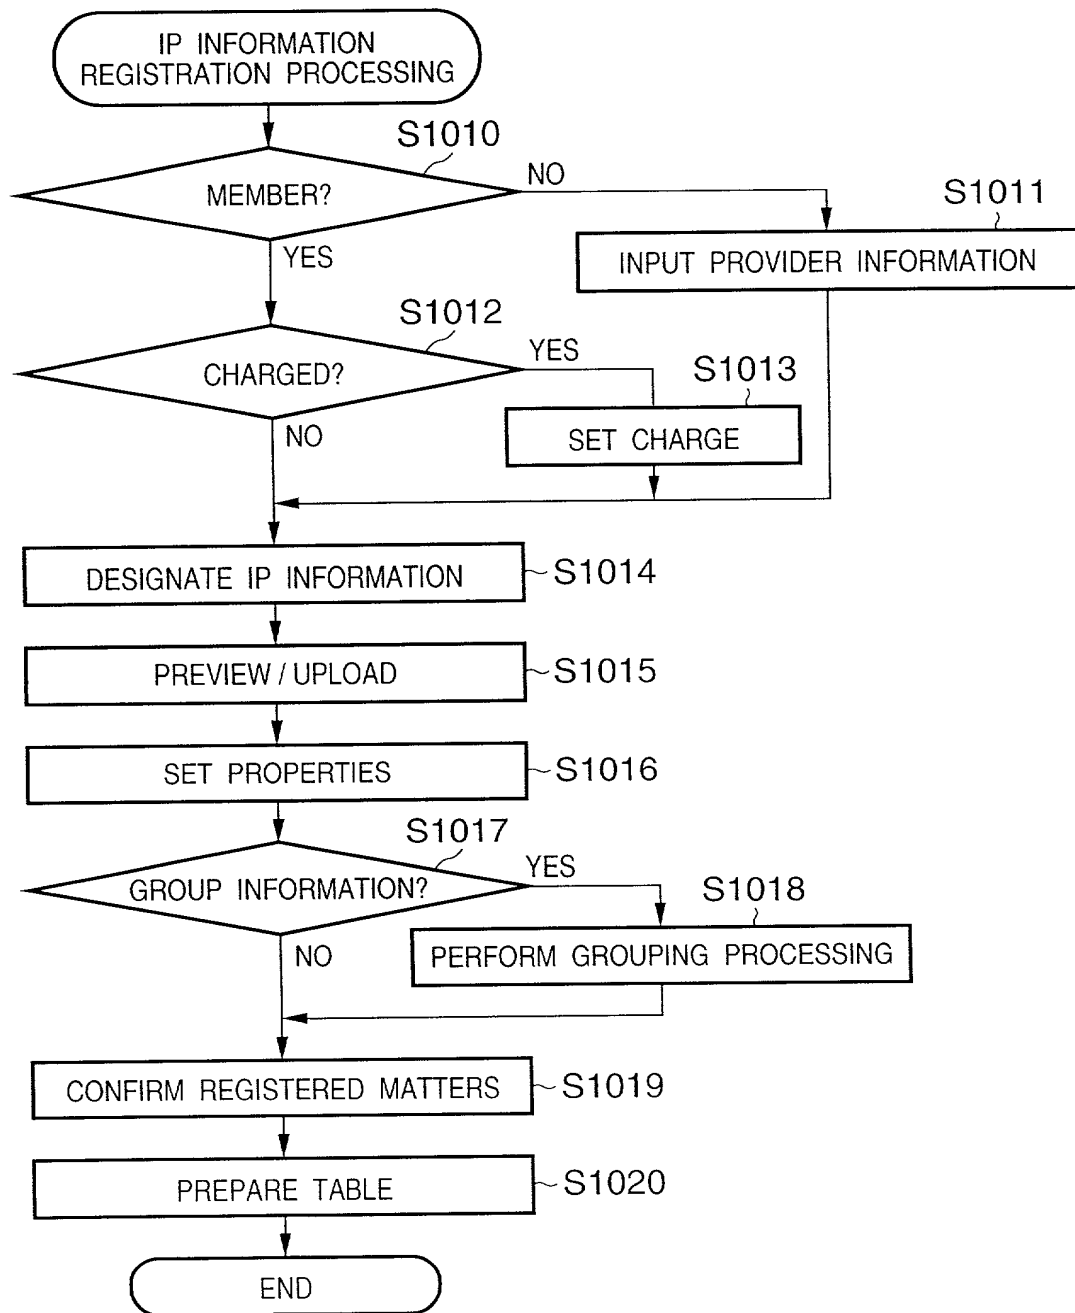 IP INFORMATION
REGISTRATION PROCESSING
S1010
MEMBER?
NO
S1011
YES
INPUT PROVIDER INFORMATION
S1012
CHARGED?
YES
S1013
NO
SET CHARGE
DESIGNATE IP INFORMATION
S1014
PREVIEW / UPLOAD
S1015
SET PROPERTIES
S1016
S1017
GROUP INFORMATION?
YES
S1018
NO
PERFORM GROUPING PROCESSING
CONFIRM REGISTERED MATTERS
S1019
PREPARE TABLE
S1020
END